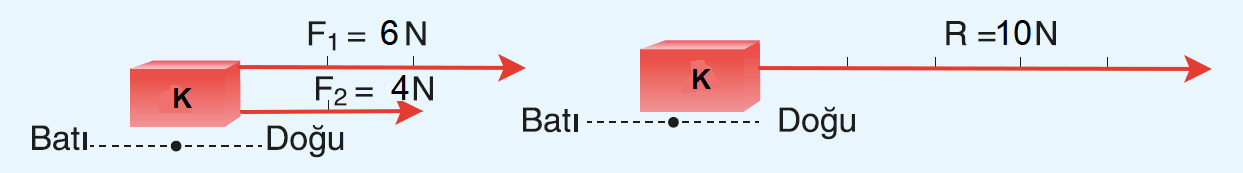 F₁ = 6 N
K
F₂ = 4N
Batı Doğu
R =10N
K
Batı Doğu